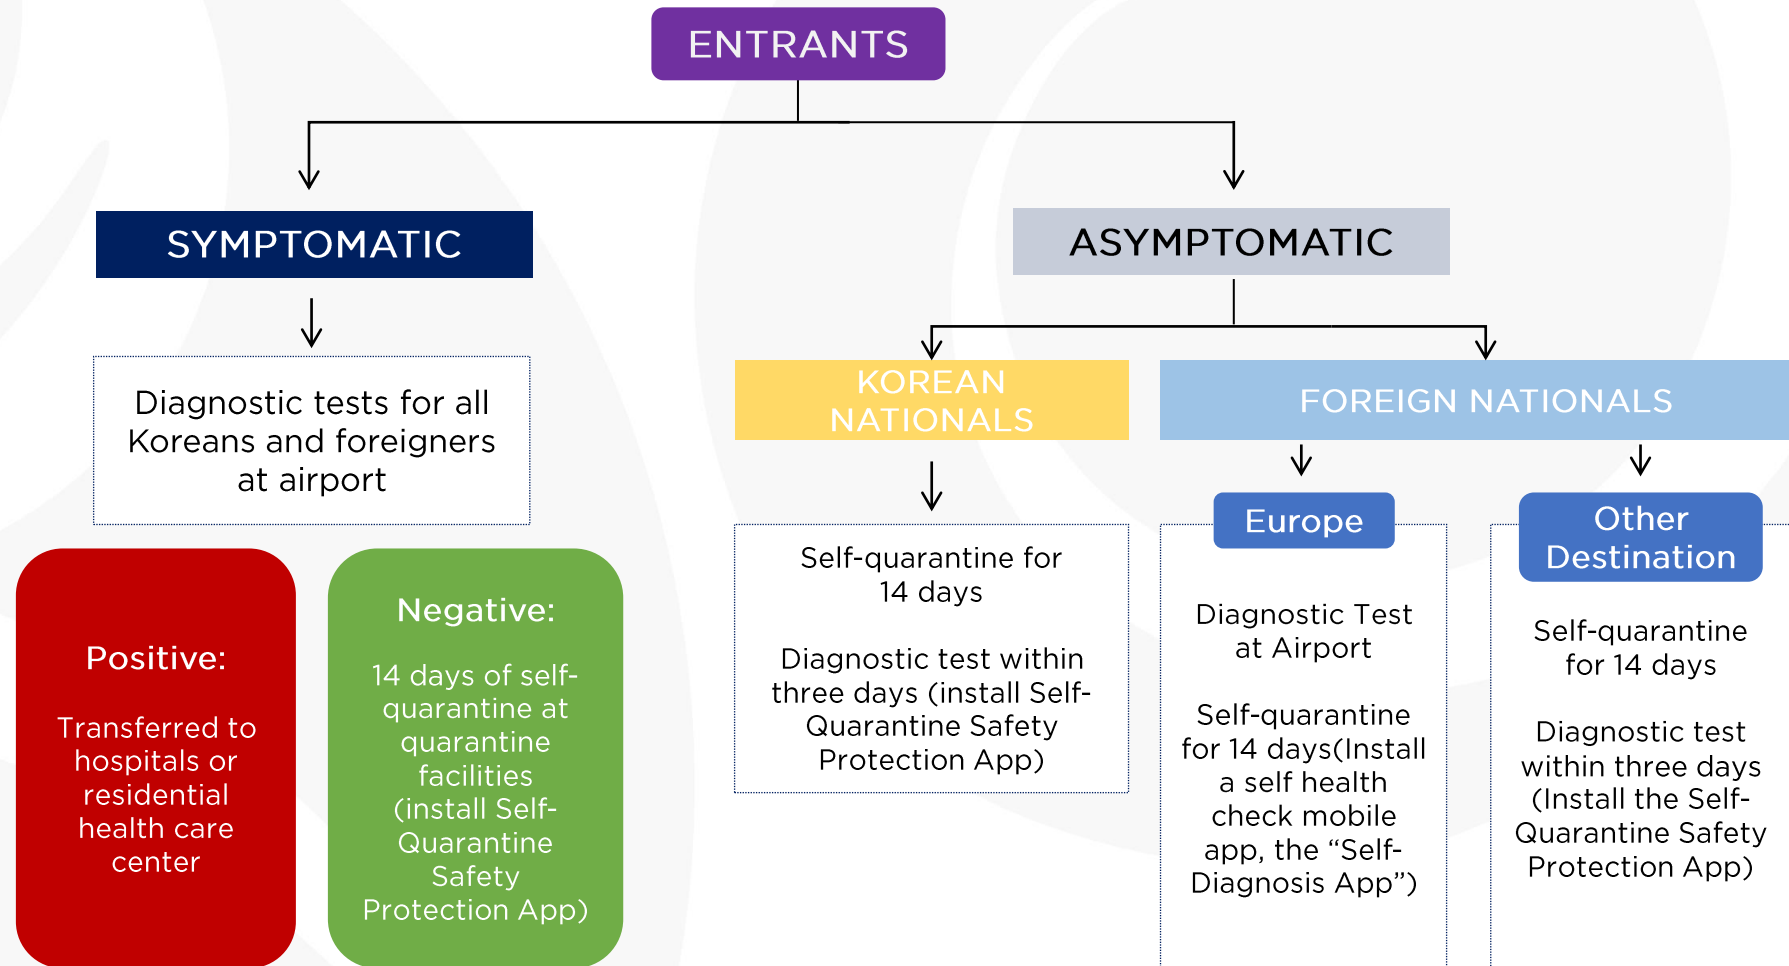 ENTRANTS
SYMPTOMATIC
Diagnostic tests for all
Koreans and foreigners
at airport
Positive:
Transferred to
hospitals or
residential
health care
center
Negative:
14 days of self-
quarantine at
quarantine
facilities
(install Self-
Quarantine
Safety
Protection App)
ASYMPTOMATIC
KOREAN
NATIONALS
Self-quarantine for
14 days
Diagnostic test within
three days (install Self-
Quarantine Safety
Protection App)
FOREIGN NATIONALS
Europe
Diagnostic Test
at Airport
Self-quarantine
for 14 days(Install
a self health
check mobile
app, the “Self-
Diagnosis App”)
Other
Destination
Self-quarantine
for 14 days
Diagnostic test
within three days
(Install the Self-
Quarantine Safety
Protection App)